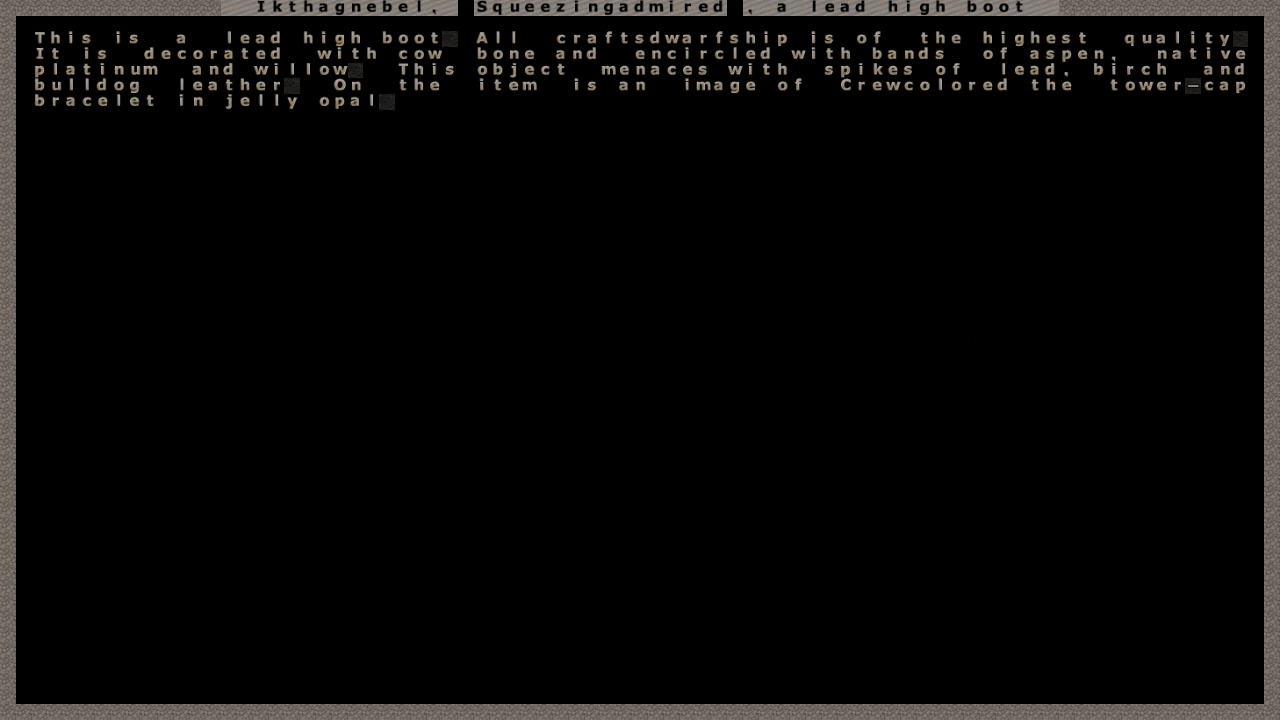 Ikthagnebel, Squeezingadmired, a lead high boot
This is a lead high boot. All craftsdwarfship is of the highest quality.
It is decorated with cow bone and encircled with bands of aspen, native
platinum and willow. This object menaces with spikes of lead, birch and
bulldog leather. On the item is an image of Crewcolored the tower-cap
bracelet in jelly opal.